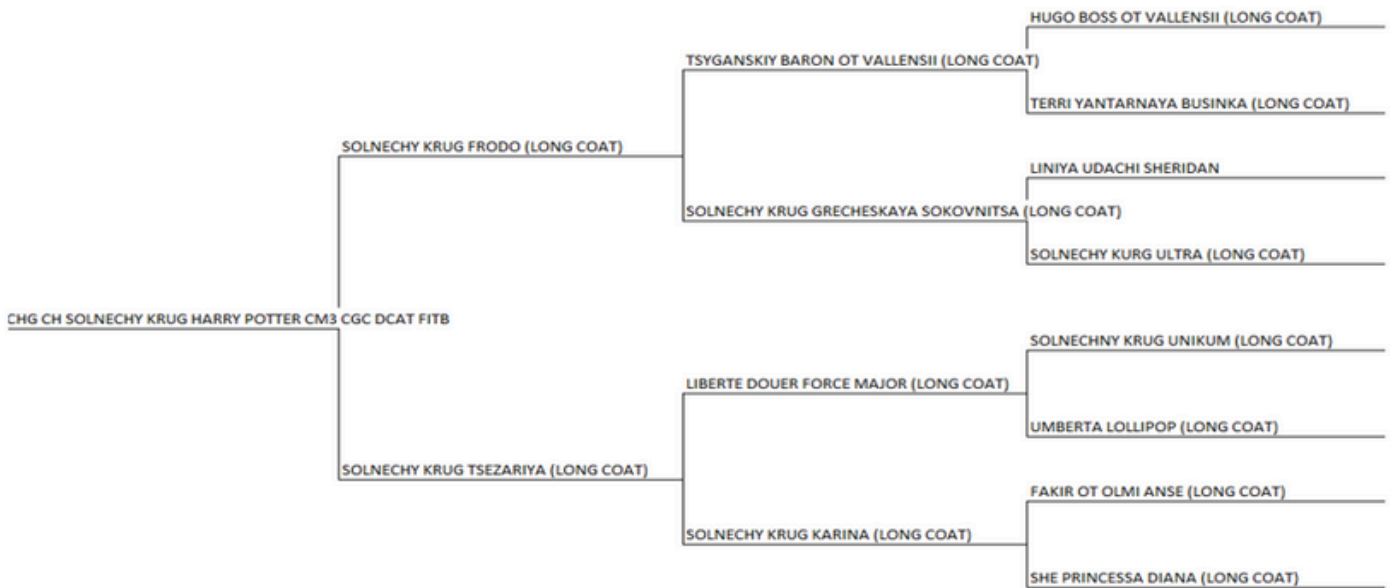 HUGO BOSS OT VALLENSII (LONG COAT)
TSYGANSKIY BARON OT VALLENSII (LONG COAT)
TERRI YANTARNAYA BUSINKA (LONG COAT)
SOLNECHY KRUG FRODO (LONG COAT)
LINIYA UDACHI SHERIDAN
SOLNECHY KRUG GRECHESKAYA SOKOVNITSA (LONG COAT)
SOLNECHY KURG ULTRA (LONG COAT)
CHG CH SOLNECHY KRUG HARRY POTTER CM3 CGC DCAT FITB
SOLNECHNY KRUG UNIKUM (LONG COAT)
LIBERTE DOUER FORCE MAJOR (LONG COAT)
UMBERTA LOLLIPOP (LONG COAT)
SOLNECHY KRUG TSEZARIYA (LONG COAT)
FAKIR OT OLMI ANSE (LONG COAT)
SOLNECHY KRUG KARINA (LONG COAT)
SHE PRINCESSA DIANA (LONG COAT)